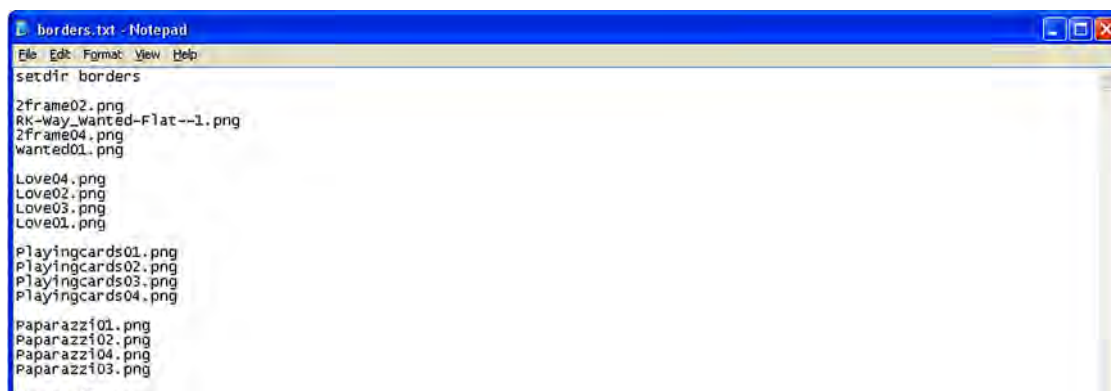 borders.txt - Notepad
File Edit Format View Help
setdir borders
2frame02.png
RK-Way_Wanted-Flat--1.png
2frame04.png
Wanted01.png
Love04.png
Love02.png
Love03.png
Love01.png
Playingcards01.png
Playingcards02.png
Playingcards03.png
Playingcards04.png
Paparazzi01.png
Paparazzi02.png
Paparazzi04.png
Paparazzi03.png